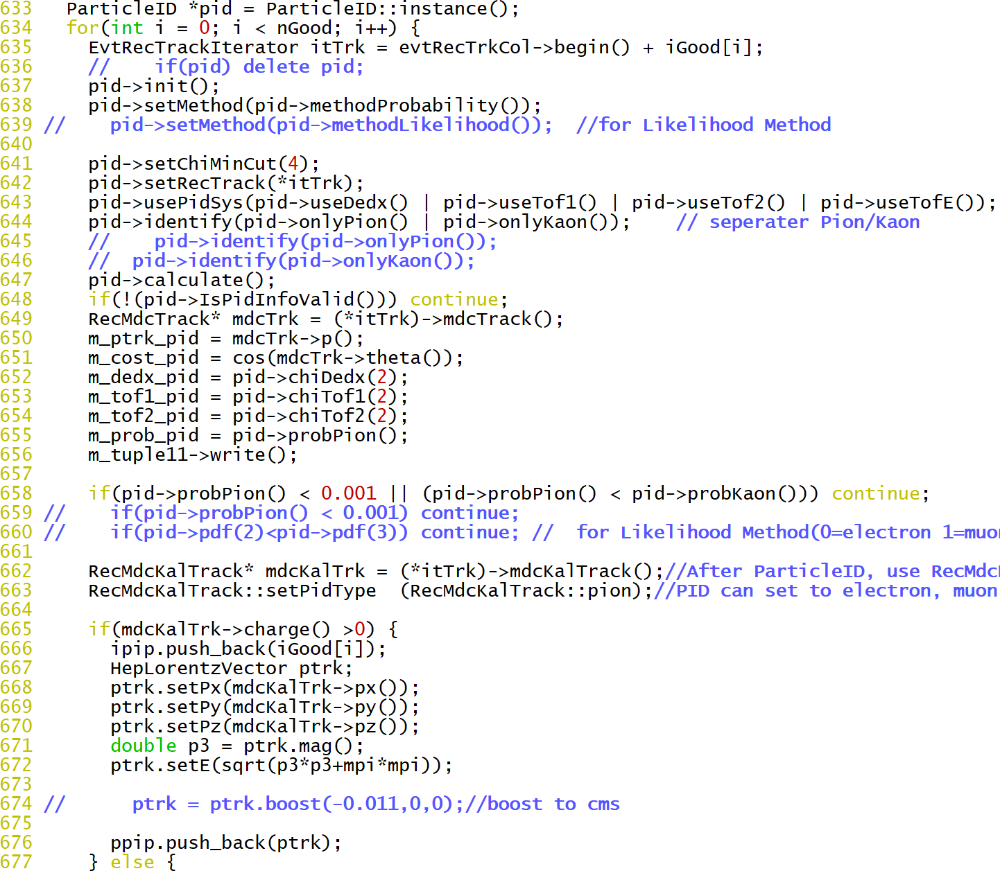 633   ParticleID *pid = ParticleID::instance();
634   for(int i = 0; i < nGood; i++) {
635     EvtRecTrackIterator itTrk = evtRecTrkCol->begin() + iGood[i];
636     //    if(pid) delete pid;
637     pid->init();
638     pid->setMethod(pid->methodProbability());
639 //    pid->setMethod(pid->methodLikelihood());  //for Likelihood Method
640
641     pid->setChiMinCut(4);
642     pid->setRecTrack(*itTrk);
643     pid->usePidSys(pid->useDedx() | pid->useTof1() | pid->useTof2() | pid->useTofE());
644     pid->identify(pid->onlyPion() | pid->onlyKaon());    // seperater Pion/Kaon
645     //    pid->identify(pid->onlyPion());
646     //  pid->identify(pid->onlyKaon());
647     pid->calculate();
648     if(!(pid->IsPidInfoValid())) continue;
649     RecMdcTrack* mdcTrk = (*itTrk)->mdcTrack();
650     m_ptrk_pid = mdcTrk->p();
651     m_cost_pid = cos(mdcTrk->theta());
652     m_dedx_pid = pid->chiDedx(2);
653     m_tof1_pid = pid->chiTof1(2);
654     m_tof2_pid = pid->chiTof2(2);
655     m_prob_pid = pid->probPion();
656     m_tuple11->write();
657
658     if(pid->probPion() < 0.001 || (pid->probPion() < pid->probKaon())) continue;
659 //    if(pid->probPion() < 0.001) continue;
660 //    if(pid->pdf(2)<pid->pdf(3)) continue; //  for Likelihood Method(0=electron 1=muon
661
662     RecMdcKalTrack* mdcKalTrk = (*itTrk)->mdcKalTrack();//After ParticleID, use
663     RecMdcKalTrack::setPidType  (RecMdcKalTrack::pion);//PID can set to electron, muon
664
665     if(mdcKalTrk->charge() >0) {
666       ipip.push_back(iGood[i]);
667       HepLorentzVector ptrk;
668       ptrk.setPx(mdcKalTrk->px());
669       ptrk.setPy(mdcKalTrk->py());
670       ptrk.setPz(mdcKalTrk->pz());
671       double p3 = ptrk.mag();
672       ptrk.setE(sqrt(p3*p3+mpi*mpi));
673
674 //      ptrk = ptrk.boost(-0.011,0,0);//boost to cms
675
676       ppip.push_back(ptrk);
677     } else {